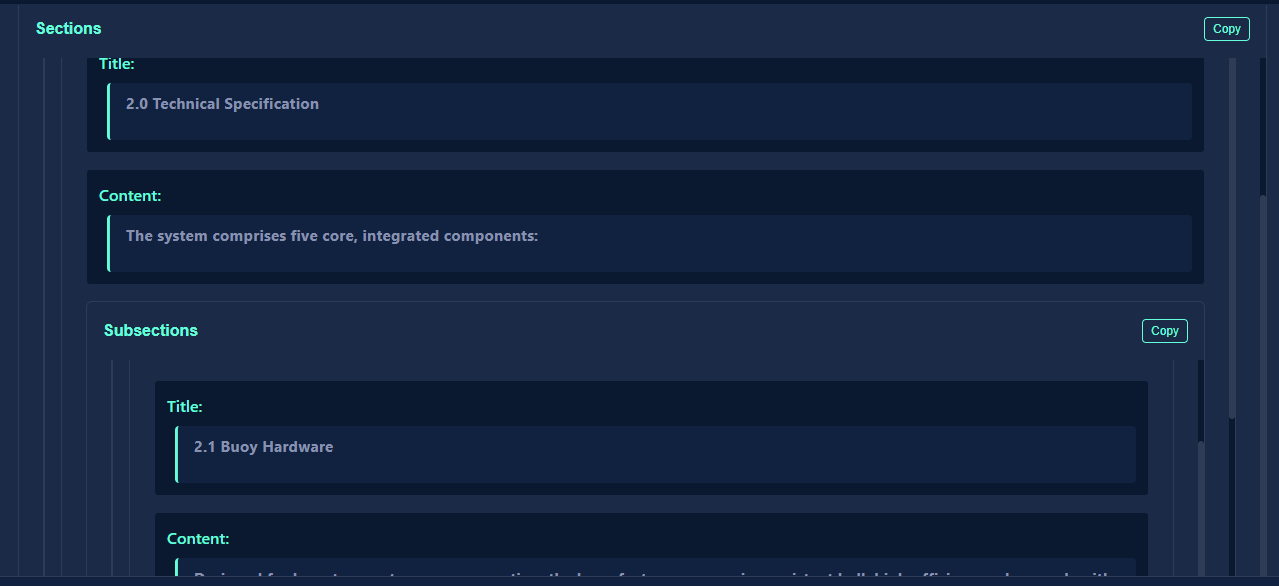 Sections
Copy
Title:
2.0 Technical Specification
Content:
The system comprises five core, integrated components:
Subsections
Copy
Title:
2.1 Buoy Hardware
Content: